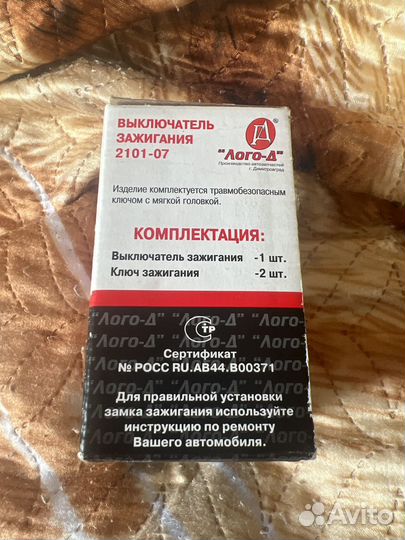 ВЫКЛЮЧАТЕЛЬ
ЗАЖИГАНИЯ
2101-07
"Лого-Д"
Производство автозапчастей
г. Димитровград
Изделие комплектуется травмобезопасным
ключом с мягкой головкой.
КОМПЛЕКТАЦИЯ:
Выключатель зажигания -1 шт.
Ключ зажигания -2 шт.
"Лого-Д" "Лого-Д" "Лого-Д"
ТР
Сертификат
№ РОСС RU.АВ44.В00371
Для правильной установки
замка зажигания используйте
инструкцию по ремонту
Вашего автомобиля.
Avito